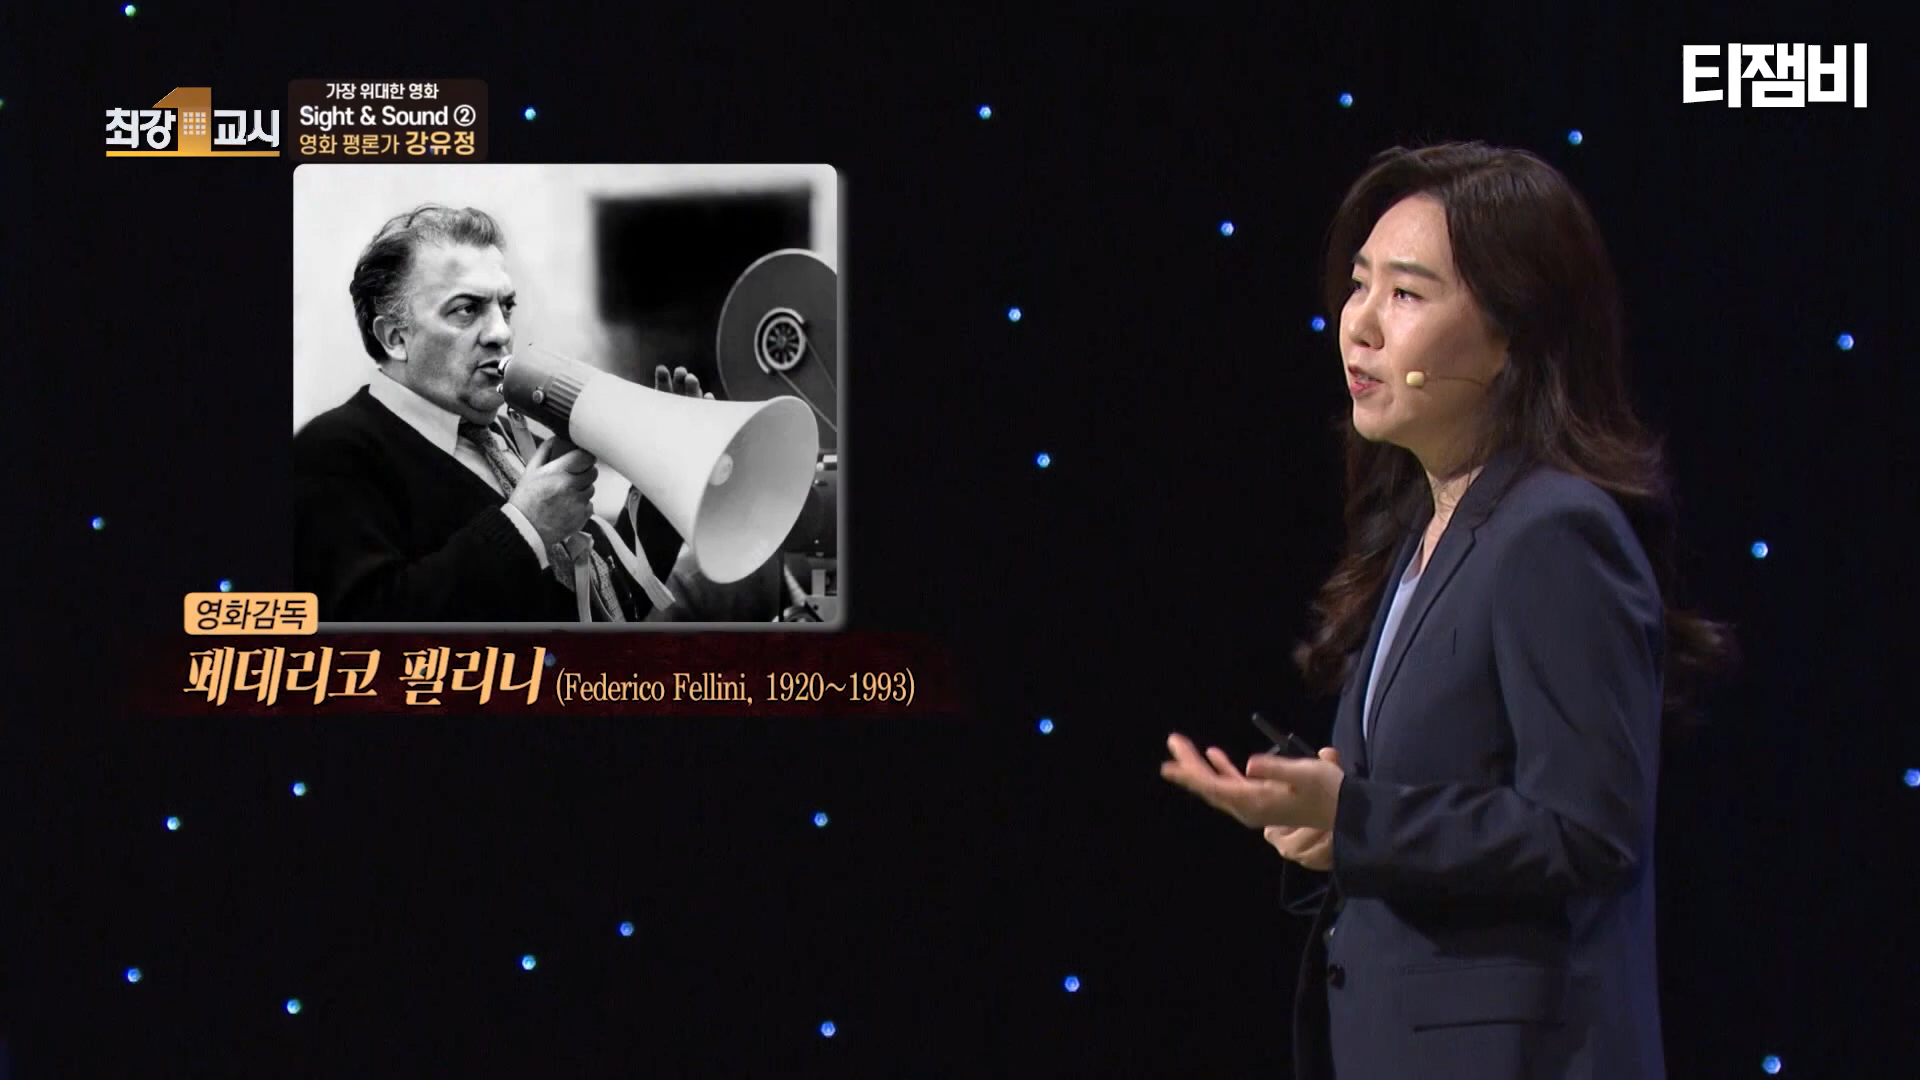 티잼비
최강1교시
가장 위대한 영화
Sight & Sound ②
영화 평론가 강유정
영화감독
페데리코 펠리니 (Federico Fellini, 1920~1993)